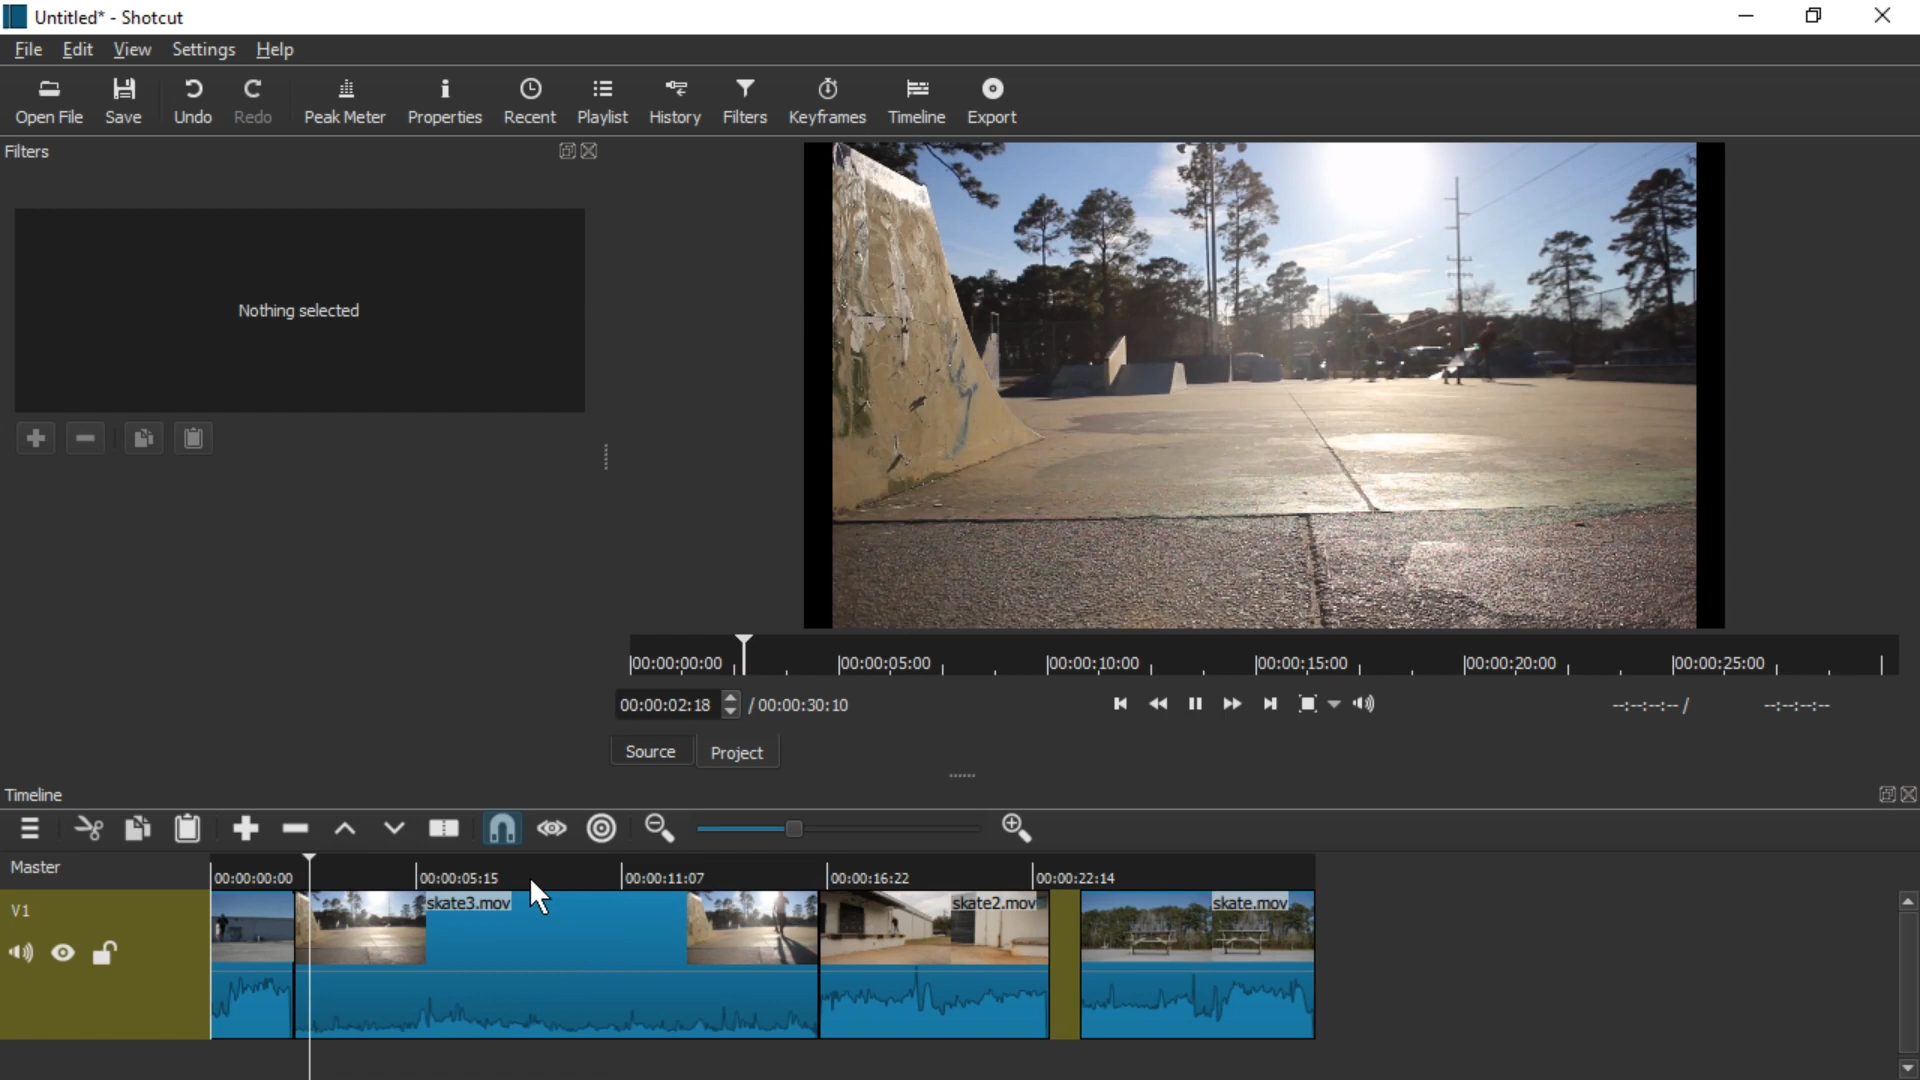 Untitled* - Shotcut
File Edit View Settings Help
Open File Save Undo Redo Peak Meter Properties Recent Playlist History Filters Keyframes Timeline Export
Filters
Nothing selected
00:00:00:00 00:00:05:00 00:00:10:00 00:00:15:00 00:00:20:00 00:00:25:00
00:00:02:18 / 00:00:30:10 --:--:--:-- / --:--:--:--
Source Project
Timeline
Master
00:00:00:00 00:00:05:15 00:00:11:07 00:00:16:22 00:00:22:14
V1
skate3.mov skate2.mov skate.mov